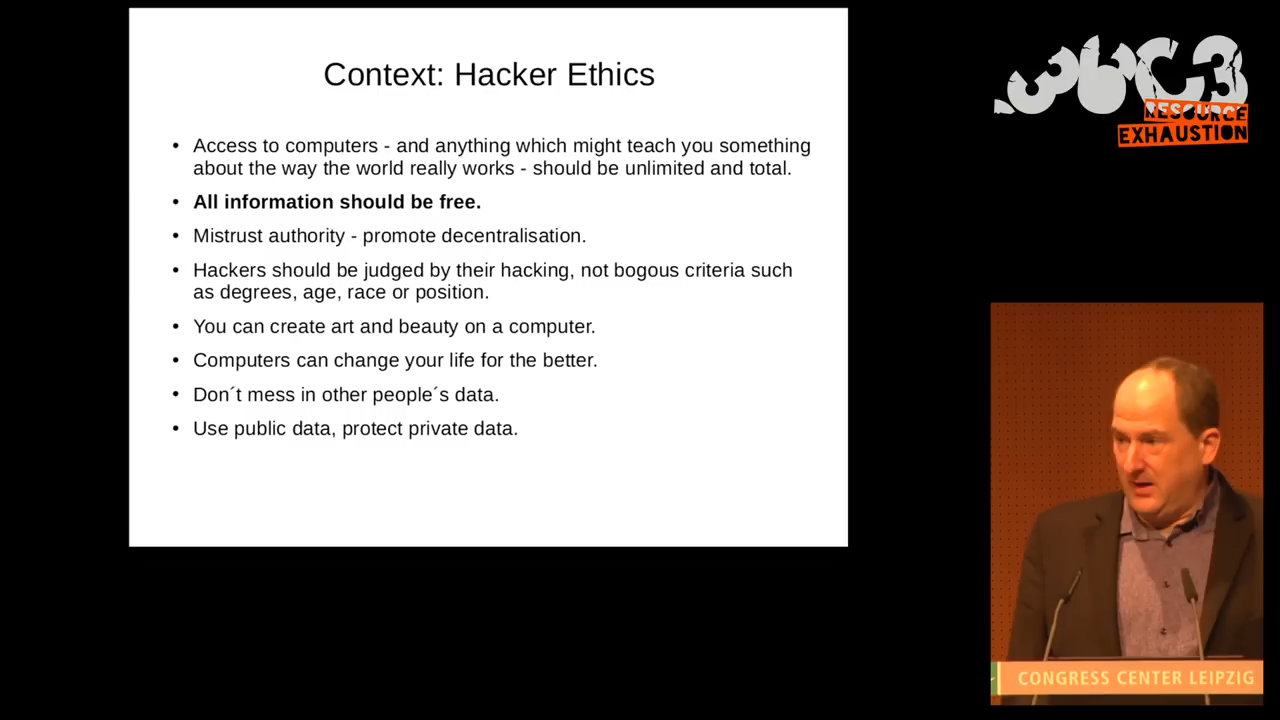 Context: Hacker Ethics
• Access to computers - and anything which might teach you something
about the way the world really works - should be unlimited and total.
• All information should be free.
• Mistrust authority - promote decentralisation.
• Hackers should be judged by their hacking, not bogous criteria such
as degrees, age, race or position.
• You can create art and beauty on a computer.
• Computers can change your life for the better.
• Don´t mess in other people´s data.
• Use public data, protect private data.
36C3
RESOURCE
EXHAUSTION
CONGRESS CENTER LEIPZIG